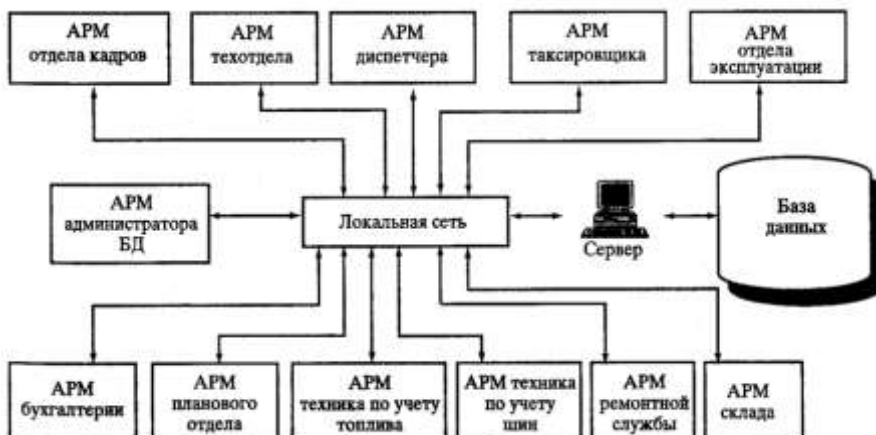 АРМ
отдела кадров
АРМ
техотдела
АРМ
диспетчера
АРМ
таксировщика
АРМ
отдела
эксплуатации
АРМ
администратора
БД
Локальная сеть
Сервер
База
данных
АРМ
бухгалтерии
АРМ
планового
отдела
АРМ
техника по учету
топлива
АРМ техника
по учету
шин
АРМ
ремонтной
службы
АРМ
склада